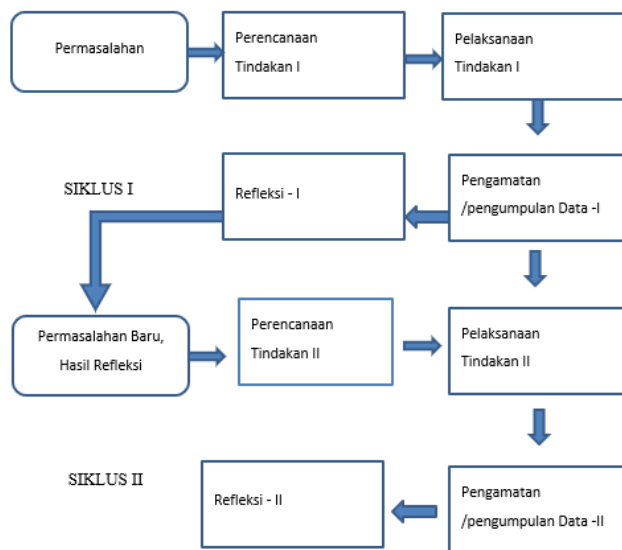 Permasalahan
Perencanaan
Tindakan I
Pelaksanaan
Tindakan I
SIKLUS I
Refleksi - I
Pengamatan
/pengumpulan Data -I
Permasalahan Baru,
Hasil Refleksi
Perencanaan
Tindakan II
Pelaksanaan
Tindakan II
SIKLUS II
Refleksi - II
Pengamatan
/pengumpulan Data -II